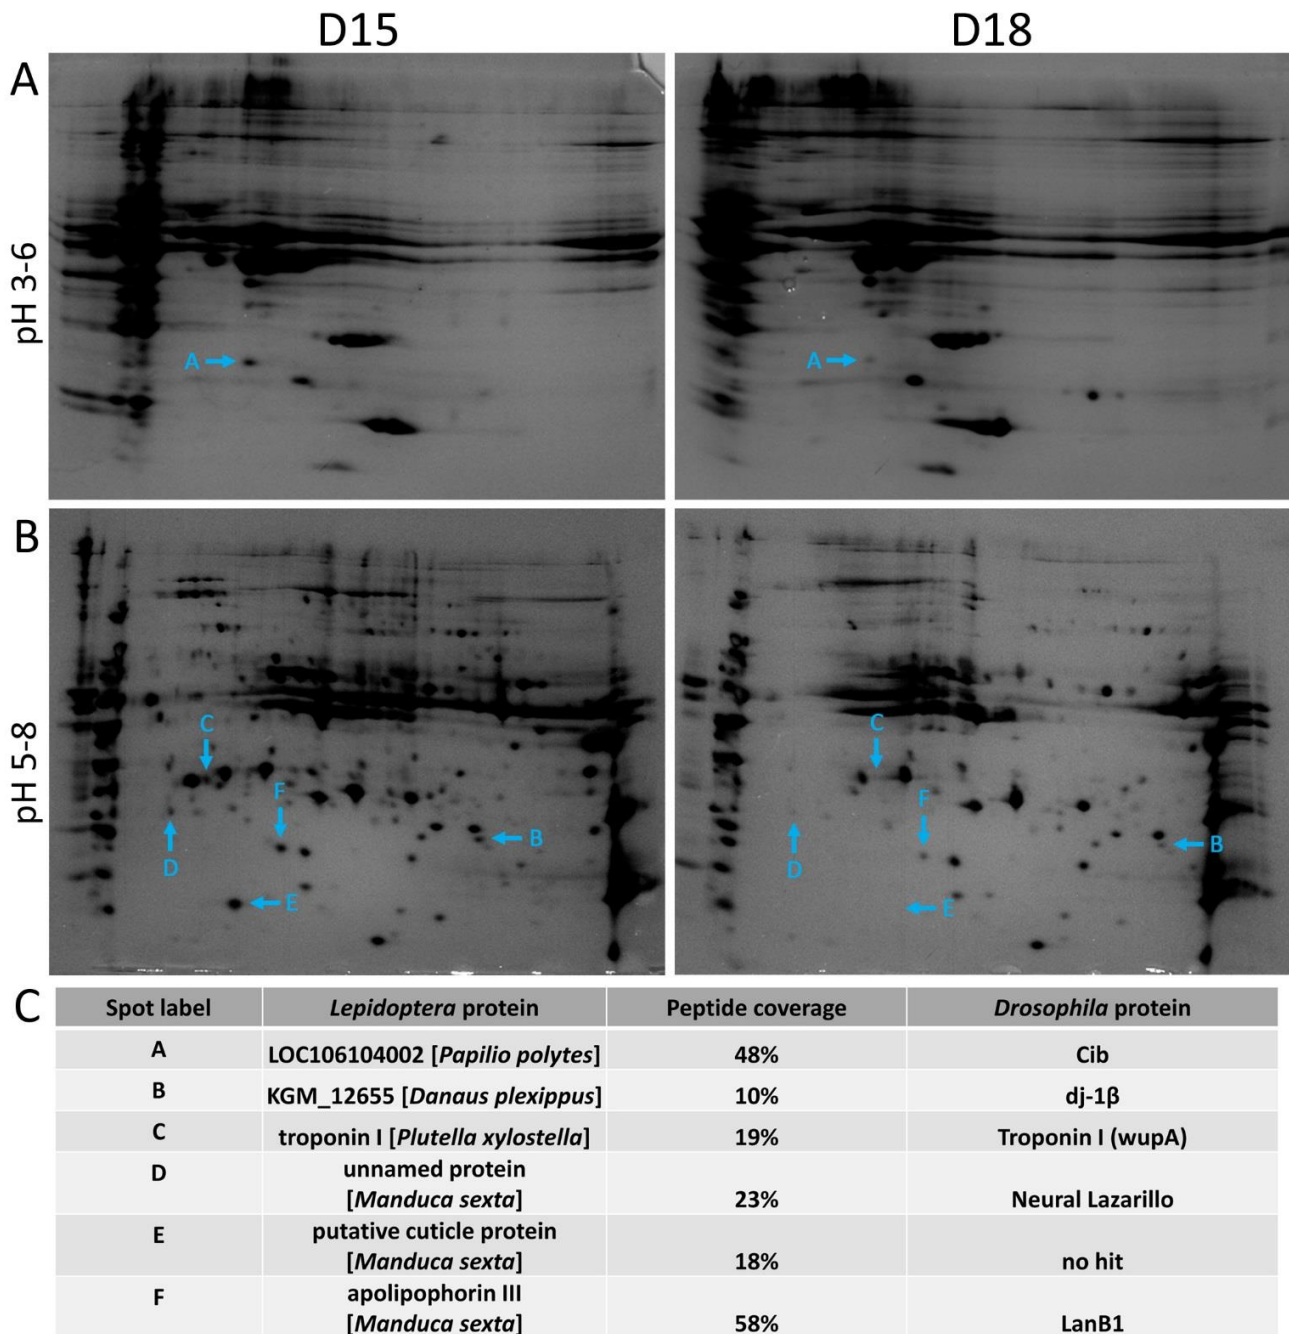 D15 D18
A
pH 3-6
A
A
B
pH 5-8
C
F
B
D
E
C
F
B
D
E
C
Spot label Lepidoptera protein Peptide coverage Drosophila protein
A LOC106104002 [Papilio polytes] 48% Cib
B KGM_12655 [Danaus plexippus] 10% dj-1β
C troponin I [Plutella xylostella] 19% Troponin I (wupA)
D unnamed protein
[Manduca sexta] 23% Neural Lazarillo
E putative cuticle protein
[Manduca sexta] 18% no hit
F apolipophorin III
[Manduca sexta] 58% LanB1